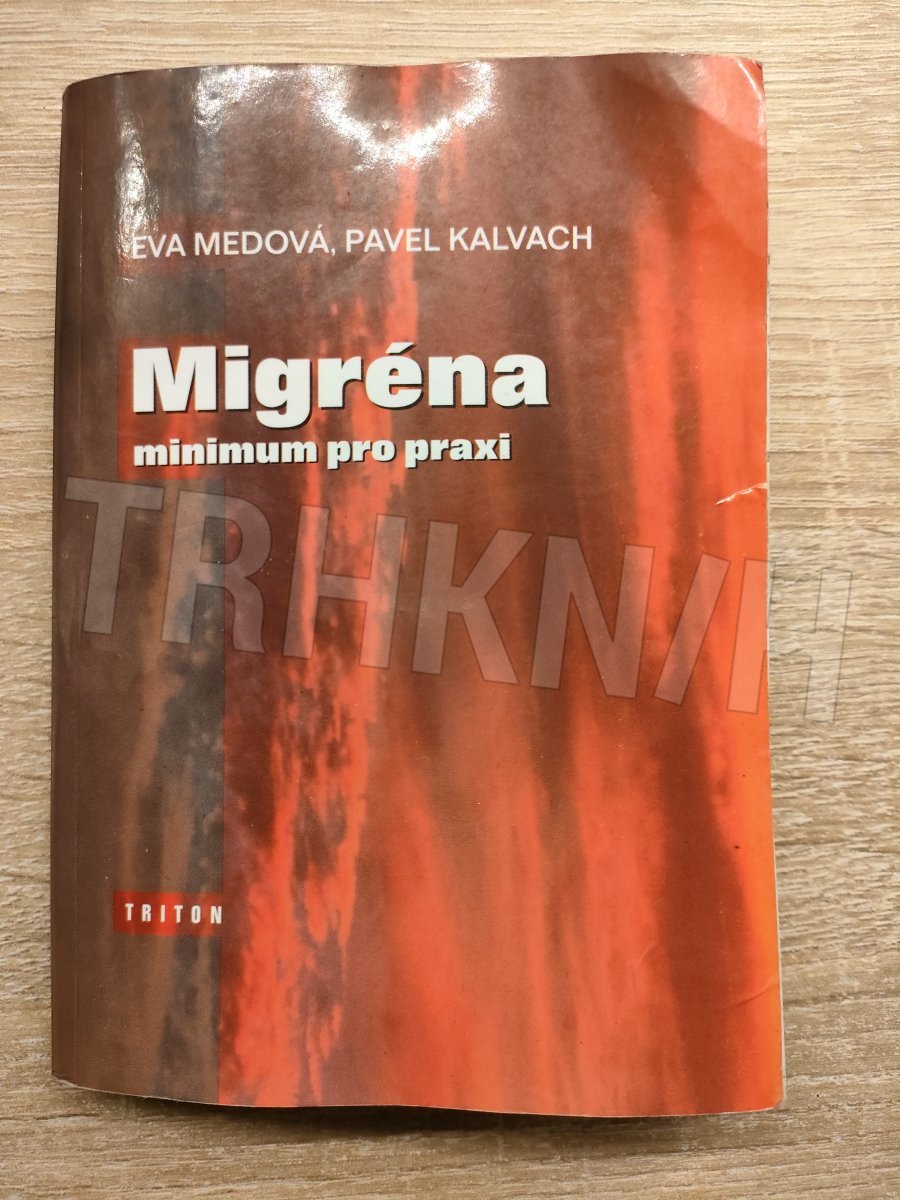 EVA MEDOVÁ, PAVEL KALVACH
Migréna
minimum pro praxi
TRHKNIH
TRITON